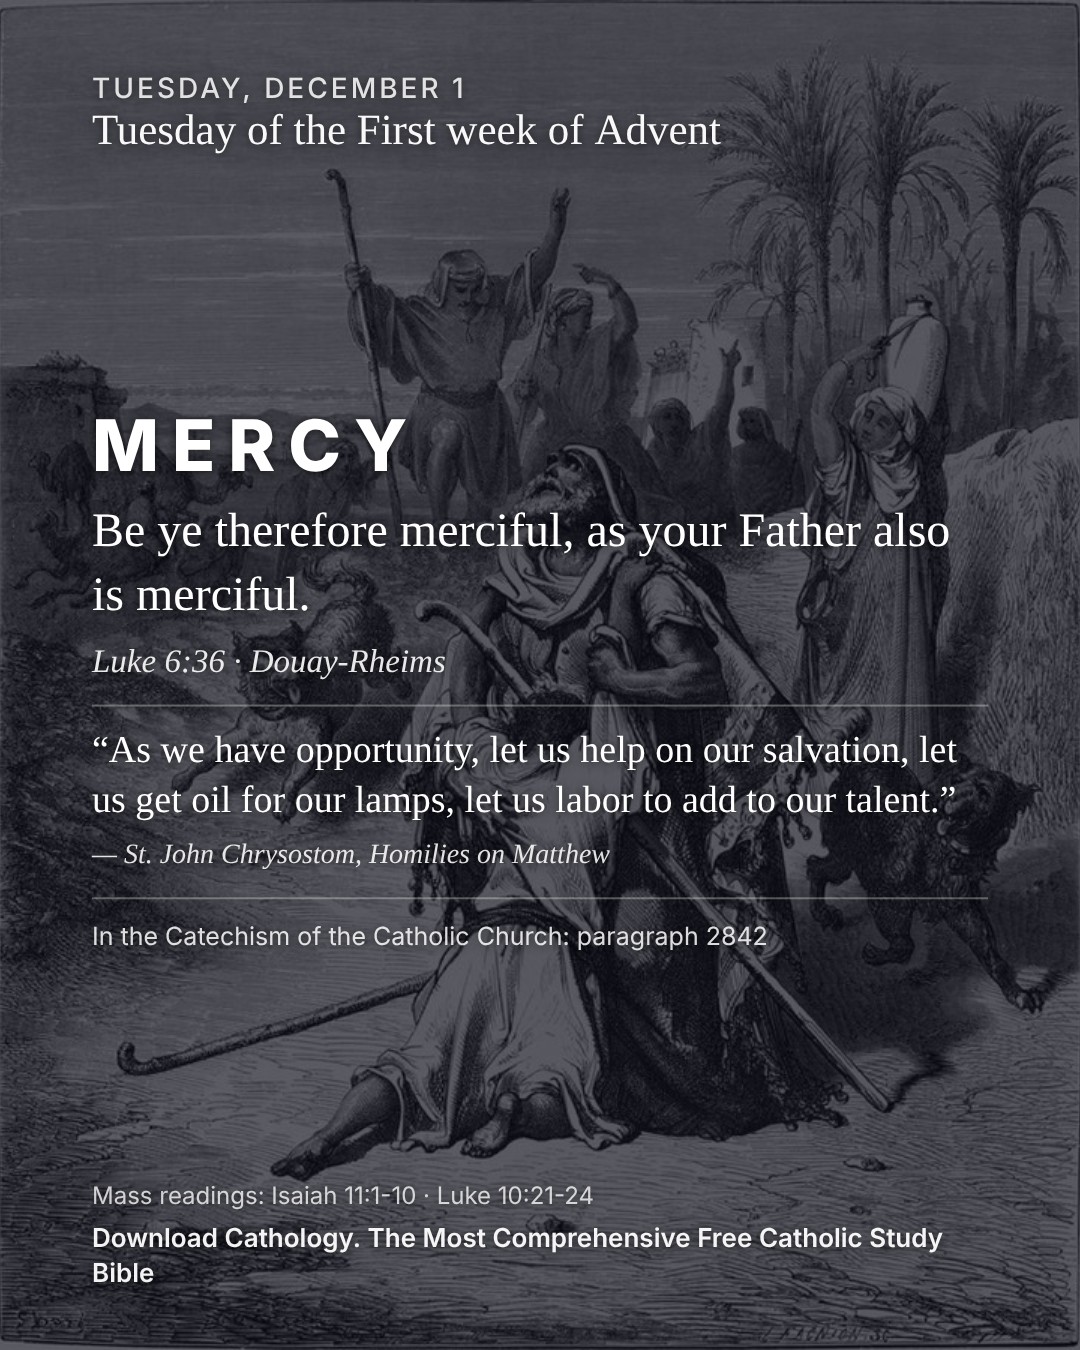 TUESDAY, DECEMBER 1
Tuesday of the First week of Advent
MERCY
Be ye therefore merciful, as your Father also
is merciful.
Luke 6:36 · Douay-Rheims
“As we have opportunity, let us help on our salvation, let
us get oil for our lamps, let us labor to add to our talent.”
— St. John Chrysostom, Homilies on Matthew
In the Catechism of the Catholic Church: paragraph 2842
Mass readings: Isaiah 11:1-10 · Luke 10:21-24
Download Cathology. The Most Comprehensive Free Catholic Study
Bible